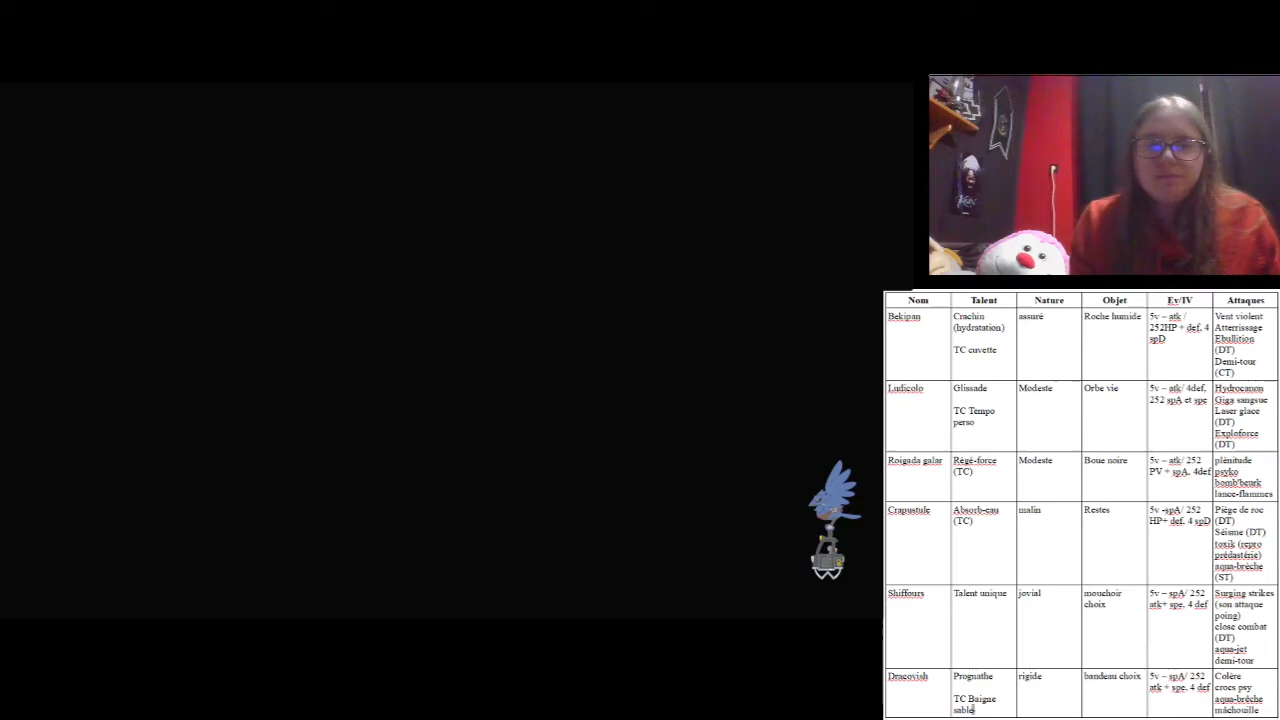 Nom Talent Nature Objet Ev/IV Attaques
Bekipan Crachin assuré Roche humide 5v – atk / Vent violent
(hydratation) 252HP + def, 4 Atterrissage
spD Ebullition
TC cuvette (DT)
Demi-tour
(CT)
Ludicolo Glissade Modeste Orbe vie 5v – atk/ 4def, Hydrocanon
252 spA et spe Giga sangsue
TC Tempo Laser glace
perso (DT)
Exploforce
(DT)
Roigada galar Régé-force Modeste Boue noire 5v – atk/ 252 plénitude
(TC) PV + spA, 4def psyko
bomb'beurk
lance-flammes
Crapustule Absorb-eau malin Restes 5v -spA/ 252 Piège de roc
(TC) HP+ def, 4 spD (DT)
Séisme (DT)
toxik (repro
prédastérie)
aqua-brèche
(ST)
Shiffours Talent unique jovial mouchoir 5v – spA/ 252 Surging strikes
choix atk+ spe, 4 def (son attaque
poing)
close combat
(DT)
aqua-jet
demi-tour
Dracovish Prognathe rigide bandeau choix 5v – spA/ 252 Colère
atk + spe, 4 def crocs psy
TC Baigne aqua-brèche
sable mâchouille